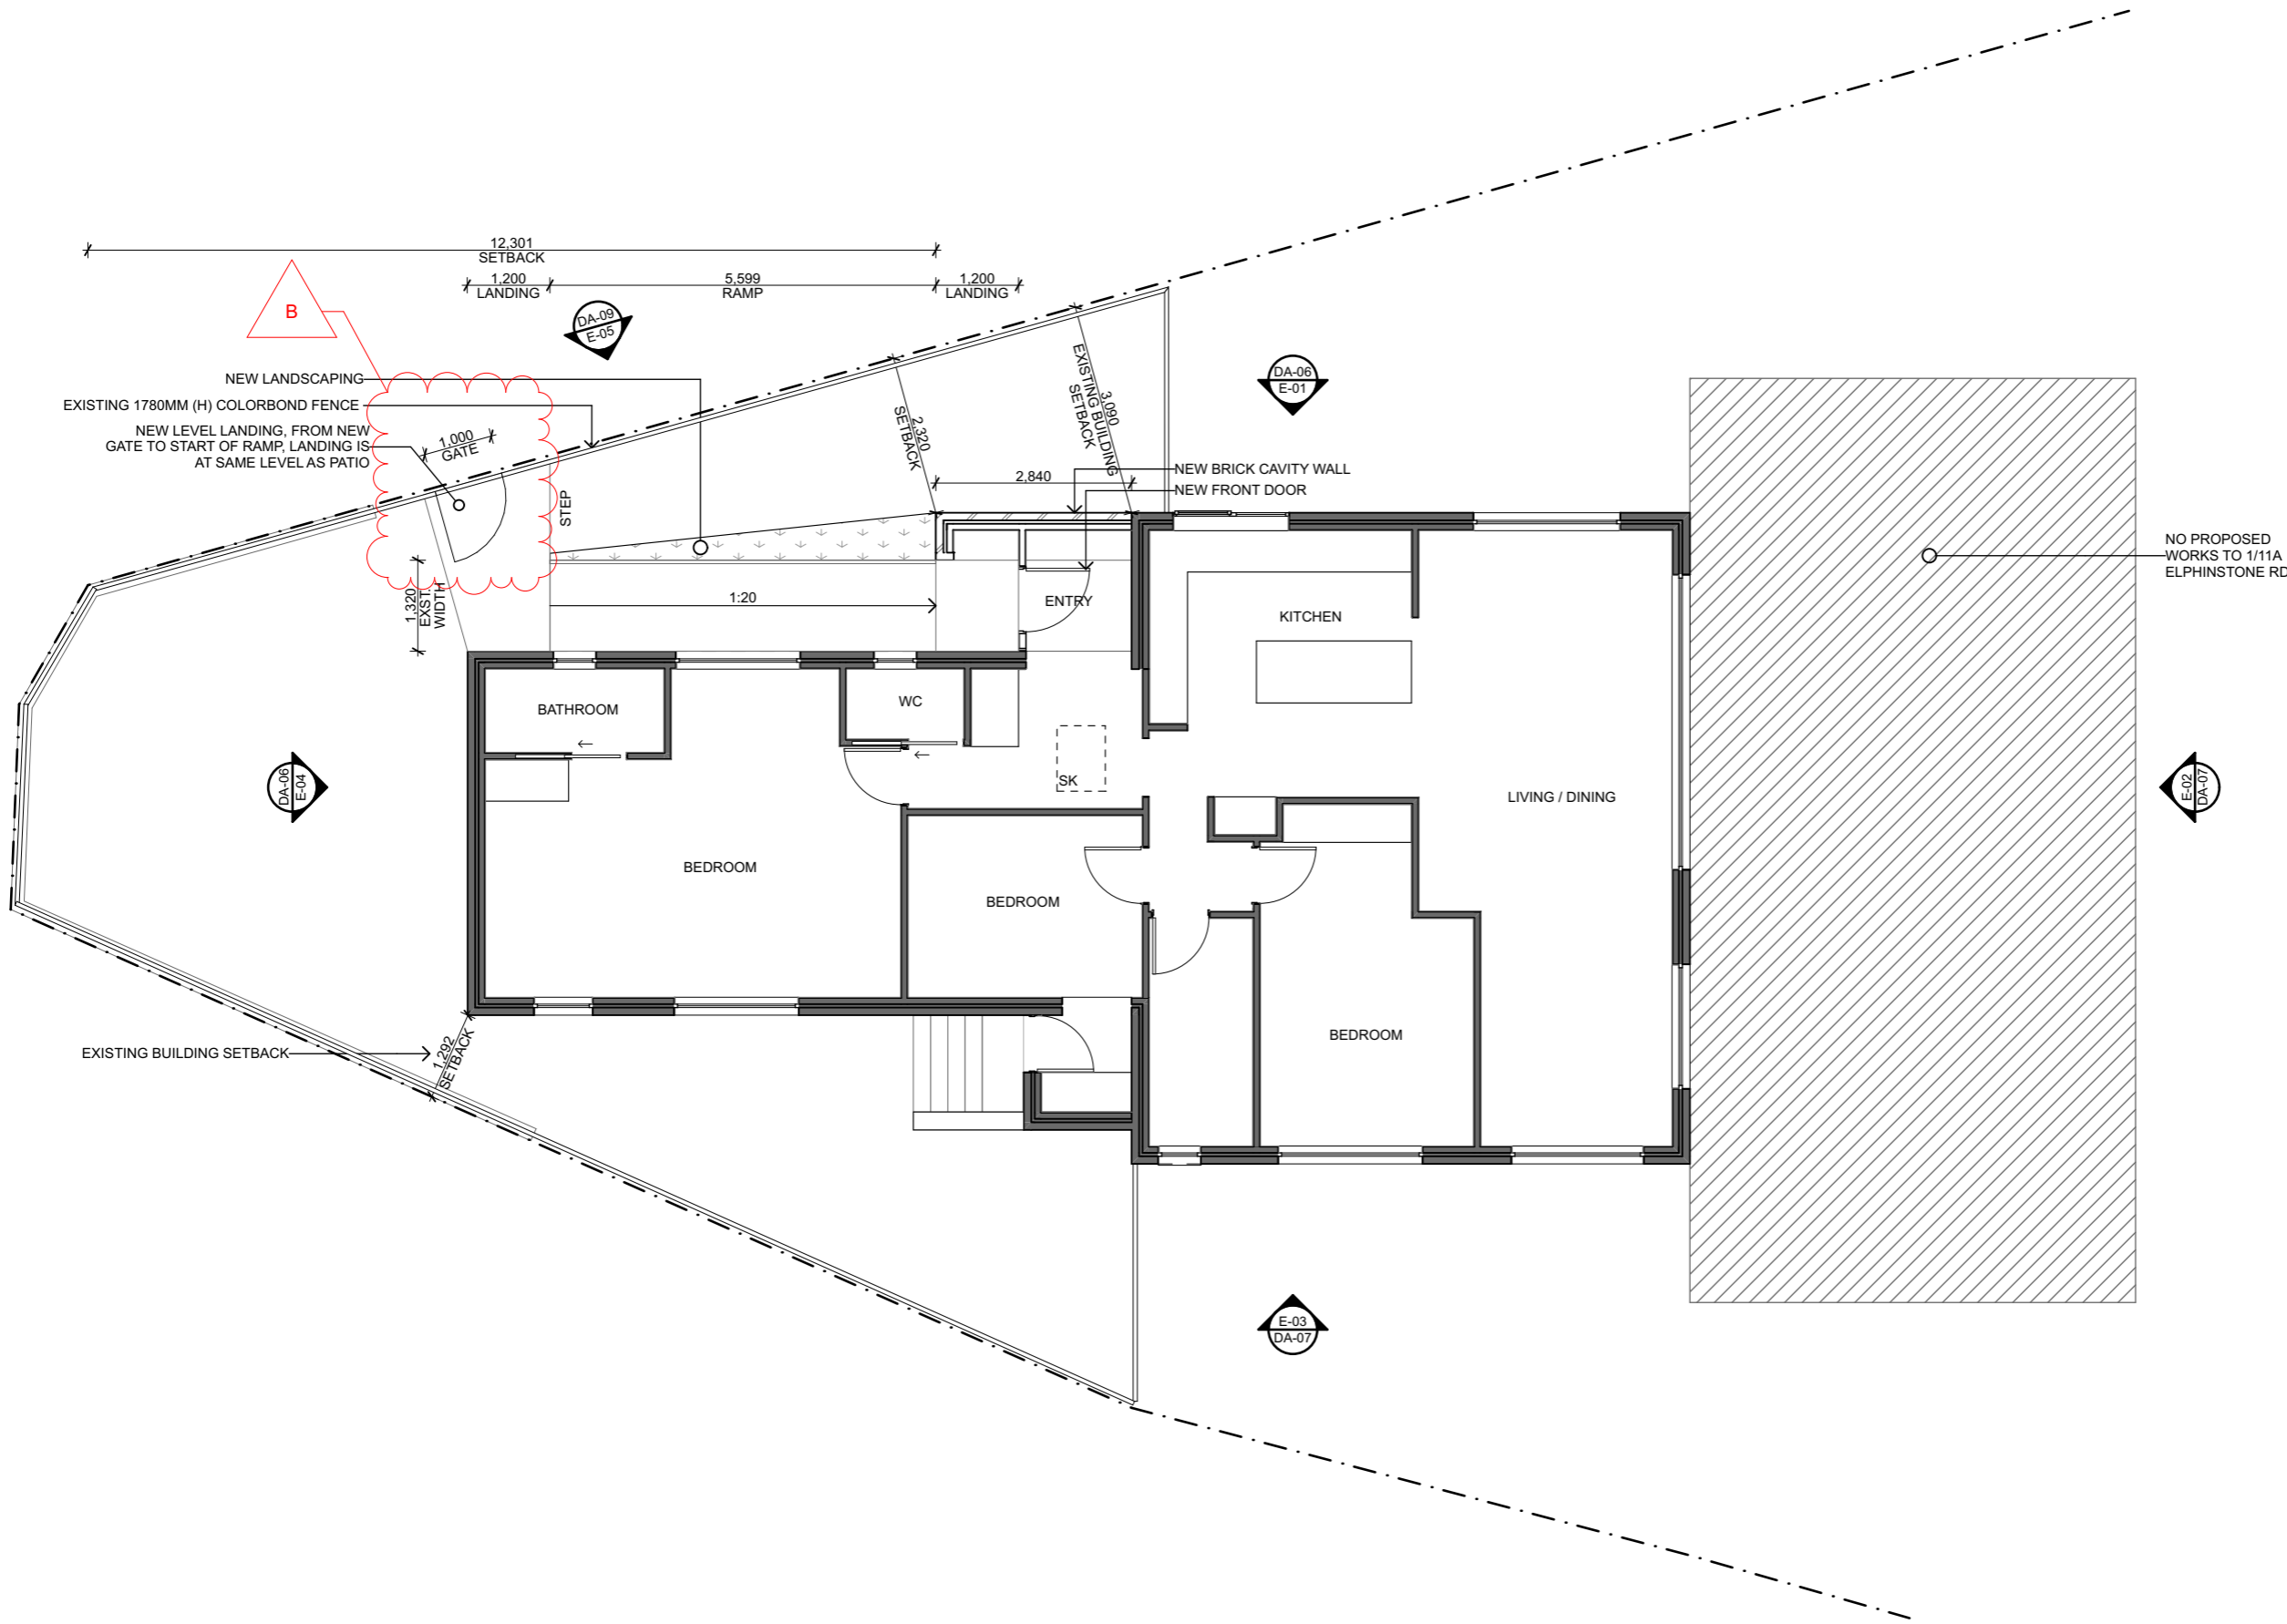 12,301
SETBACK
1,200
LANDING
5,599
RAMP
1,200
LANDING
B
DA-09
E-05
NEW LANDSCAPING
EXISTING 1780MM (H) COLORBOND FENCE
NEW LEVEL LANDING, FROM NEW
GATE TO START OF RAMP, LANDING IS
AT SAME LEVEL AS PATIO
1,000
GATE
STEP
2,320
SETBACK
3,090
EXISTING BUILDING
SETBACK
DA-06
E-01
2,840
NEW BRICK CAVITY WALL
NEW FRONT DOOR
NO PROPOSED
WORKS TO 1/11A
ELPHINSTONE RD
1,320
EXST.
WIDTH
1:20
ENTRY
KITCHEN
BATHROOM
WC
SK
DA-06
E-04
LIVING / DINING
E-02
DA-07
BEDROOM
BEDROOM
BEDROOM
EXISTING BUILDING SETBACK
1,292
SETBACK
E-03
DA-07